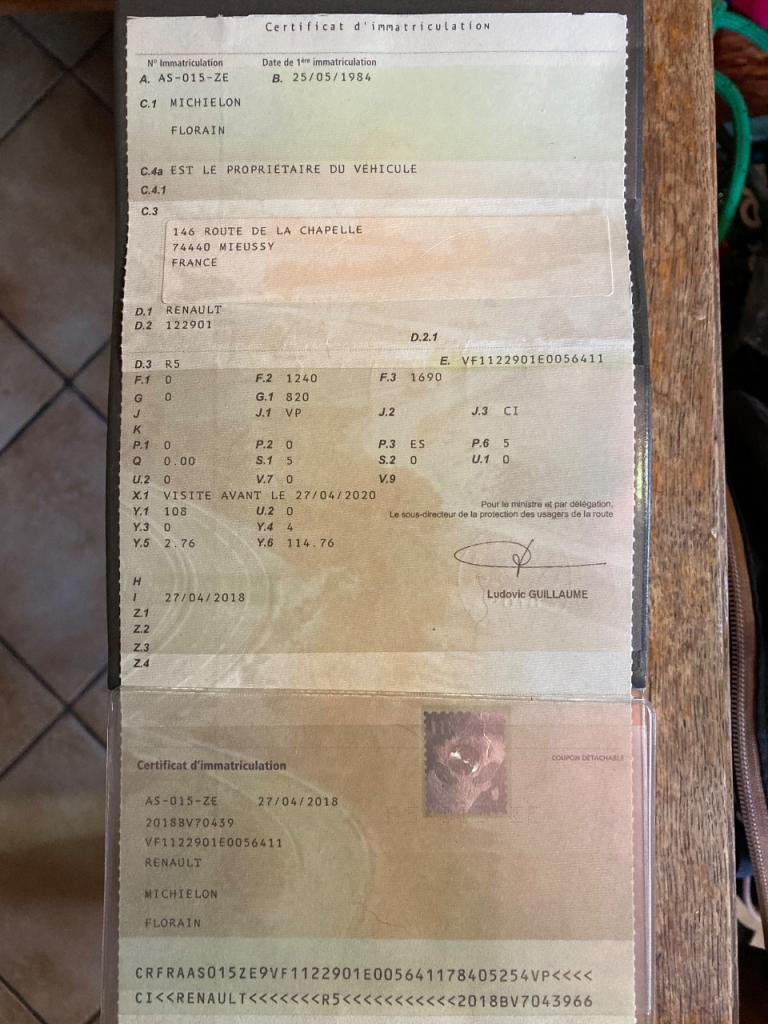 Certificat d'immatriculation
N° Immatriculation Date de 1ère immatriculation
A. AS-015-ZE B. 25/05/1984
C.1 MICHIELON
FLORAIN
C.4a EST LE PROPRIÉTAIRE DU VÉHICULE
C.4.1
C.3
146 ROUTE DE LA CHAPELLE
74440 MIEUSSY
FRANCE
D.1 RENAULT
D.2 122901
D.2.1
D.3 R5 E. VF1122901E0056411
F.1 0 F.2 1240 F.3 1690
G 0 G.1 820
J J.1 VP J.2 J.3 CI
K
P.1 0 P.2 0 P.3 ES P.6 5
Q 0.00 S.1 5 S.2 0 U.1 0
U.2 0 V.7 0 V.9
X.1 VISITE AVANT LE 27/04/2020
Y.1 108 U.2 0
Y.3 0 Y.4 4
Y.5 2.76 Y.6 114.76
Pour le ministre et par délégation,
Le sous-directeur de la protection des usagers de la route
Ludovic GUILLAUME
H
I 27/04/2018
Z.1
Z.2
Z.3
Z.4
Certificat d'immatriculation
COUPON DÉTACHABLE
AS-015-ZE 27/04/2018
2018BV70439
VF1122901E0056411
RENAULT
MICHIELON
FLORAIN
CRFRAAS015ZE9VF1122901E005641178405254VP<<<<
CI<<RENAULT<<<<<<<R5<<<<<<<<<<<2018BV7043966